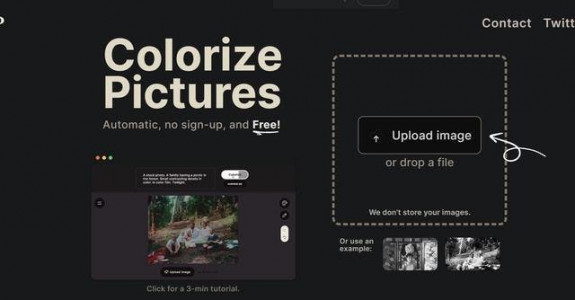 Contact Twitt
Colorize
Pictures
Automatic, no sign-up, and Free!
Upload image
or drop a file
We don't store your images.
Or use an
example:
Upload image
Click for a 3-min tutorial.